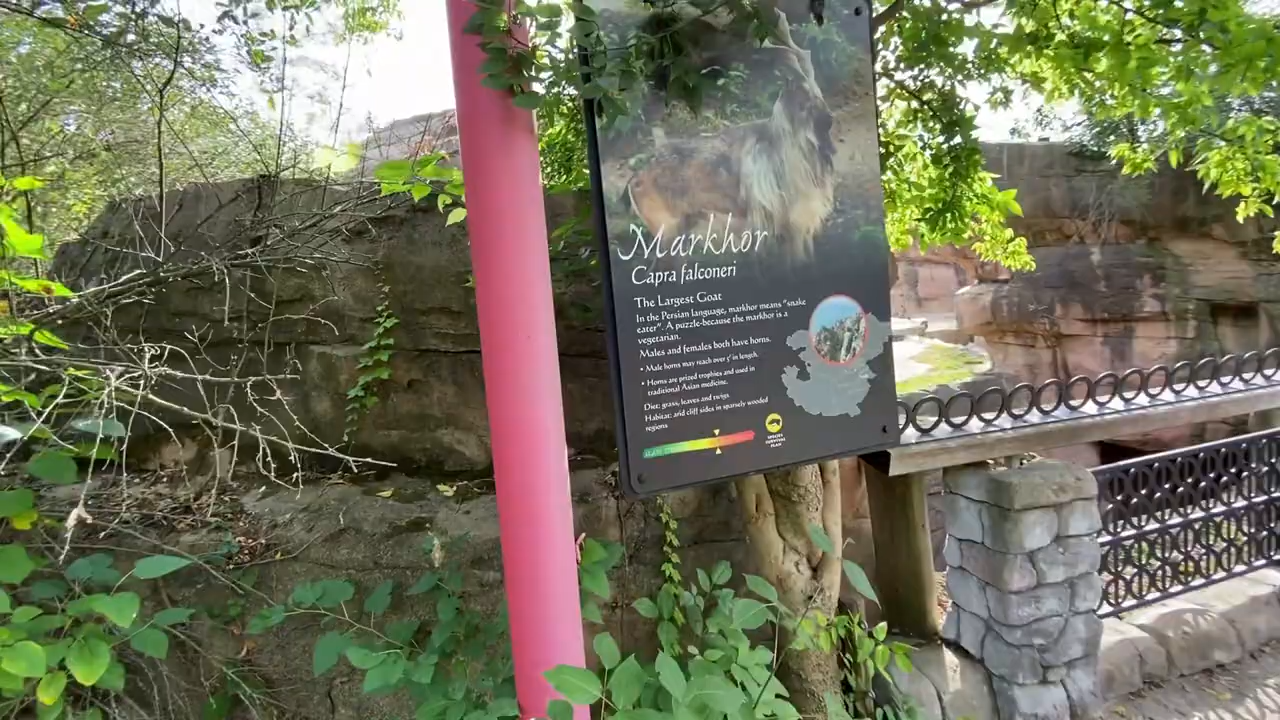 Markhor
Capra falconeri
The Largest Goat
In the Persian language, markhor means "snake
eater". A puzzle-because the markhor is a
vegetarian.
Males and females both have horns.
• Male horns may reach over 5' in length.
• Horns are prized trophies and used in
traditional Asian medicine.
Diet: grass, leaves and twigs
Habitat: arid cliff sides in sparsely wooded
regions
SPECIES
SURVIVAL
PLAN